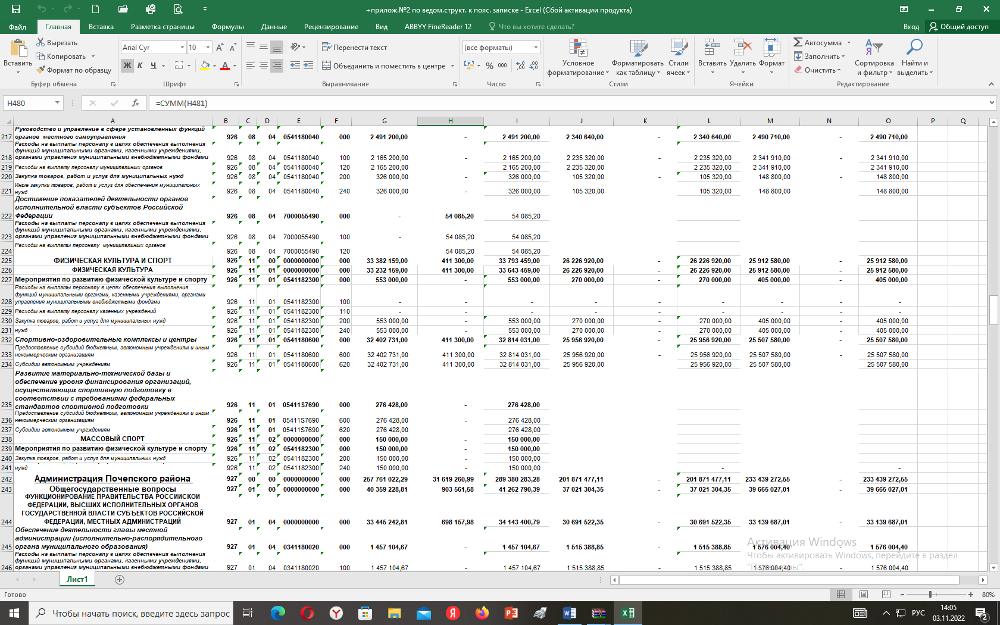 +прилож.№2 по ведом.структ. к пояс. записке - Excel (Сбой активации продукта)
Файл Главная Вставка Разметка страницы Формулы Данные Рецензирование Вид ABBYY FineReader 12 Что вы хотите сделать? Вход Общий доступ
Вставить
Вырезать
Копировать
Формат по образцу
Буфер обмена
Arial Cyr 10
Ж К Ч
Шрифт
Перенести текст
Объединить и поместить в центре
Выравнивание
(все форматы)
% 000
Число
Условное форматирование
Форматировать как таблицу
Стили ячеек
Стили
Вставить Удалить Формат
Ячейки
Автосумма
Заполнить
Очистить
Сортировка и фильтр
Найти и выделить
Редактирование
H480 fx =СУММ(H481)
A B C D E F G H I J K L M N O P Q
Руководство и управление в сфере установленных функций
217 органов местного самоуправления 926 08 04 0541180040 000 2 491 200,00 - 2 491 200,00 2 340 640,00 - 2 340 640,00 2 490 710,00 - 2 490 710,00
Расходы на выплаты персоналу в целях обеспечения выполнения
функций муниципальными органами, казенными учреждениями,
218 органами управления муниципальными внебюджетными фондами 926 08 04 0541180040 100 2 165 200,00 - 2 165 200,00 2 235 320,00 - 2 235 320,00 2 341 910,00 - 2 341 910,00
219 Расходы на выплату персоналу муниципальных органов 926 08 04 0541180040 120 2 165 200,00 2 165 200,00 2 235 320,00 2 235 320,00 2 341 910,00 2 341 910,00
220 Закупка товаров, работ и услуг для муниципальных нужд 926 08 04 0541180040 200 326 000,00 - 326 000,00 105 320,00 - 105 320,00 148 800,00 - 148 800,00
Иные закупки товаров, работ и услуг для обеспечения муниципальных
221 нужд 926 08 04 0541180040 240 326 000,00 - 326 000,00 105 320,00 105 320,00 148 800,00 148 800,00
Достижение показателей деятельности органов
исполнительной власти субъектов Российской
222 Федерации 926 08 04 7000055490 000 - 54 085,20 54 085,20
Расходы на выплаты персоналу в целях обеспечения выполнения
функций муниципальными органами, казенными учреждениями,
223 органами управления муниципальными внебюджетными фондами 926 08 04 7000055490 100 - 54 085,20 54 085,20
Расходы на выплаты персоналу муниципальных органов
224 926 08 04 7000055490 120 54 085,20 54 085,20
225 ФИЗИЧЕСКАЯ КУЛЬТУРА И СПОРТ 926 11 00 0000000000 000 33 382 159,00 411 300,00 33 793 459,00 26 226 920,00 - 26 226 920,00 25 912 580,00 - 25 912 580,00
226 ФИЗИЧЕСКАЯ КУЛЬТУРА 926 11 01 0000000000 000 33 232 159,00 411 300,00 33 643 459,00 26 226 920,00 - 26 226 920,00 25 912 580,00 - 25 912 580,00
227 Мероприятия по развитию физической культуре и спорту 926 11 01 0541182300 000 553 000,00 - 553 000,00 270 000,00 - 270 000,00 405 000,00 - 405 000,00
Расходы на выплаты персоналу в целях обеспечения выполнения
функций муниципальными органами, казенными учреждениями, органами
228 управления муниципальными внебюджетными фондами 926 11 01 0541182300 100 - - - - - - - - -
229 Расходы на выплату персоналу казенных учреждений 926 11 01 0541182300 110 - - - - - - - - -
230 Закупка товаров, работ и услуг для муниципальных нужд 926 11 01 0541182300 200 553 000,00 - 553 000,00 270 000,00 - 270 000,00 405 000,00 - 405 000,00
231 нужд 926 11 01 0541182300 240 553 000,00 - 553 000,00 270 000,00 - 270 000,00 405 000,00 - 405 000,00
232 Спортивно-оздоровительные комплексы и центры 926 11 01 0541180600 000 32 402 731,00 411 300,00 32 814 031,00 25 956 920,00 - 25 956 920,00 25 507 580,00 - 25 507 580,00
Предоставление субсидий бюджетным, автономным учреждениям и иным
233 некоммерческим организациям 926 11 01 0541180600 600 32 402 731,00 411 300,00 32 814 031,00 25 956 920,00 - 25 956 920,00 25 507 580,00 - 25 507 580,00
234 Субсидии автономным учреждениям 926 11 01 0541180600 620 32 402 731,00 411 300,00 32 814 031,00 25 956 920,00 25 956 920,00 25 507 580,00 25 507 580,00
Развитие материально-технической базы и
обеспечение уровня финансирования организаций,
осуществляющих спортивную подготовку в
соответствии с требованиями федеральных
235 стандартов спортивной подготовки 926 11 01 05411S7690 000 276 428,00 - 276 428,00
Предоставление субсидий бюджетным, автономным учреждениям и иным
236 некоммерческим организациям 926 11 01 05411S7690 600 276 428,00 276 428,00
237 Субсидии автономным учреждениям 926 11 01 05411S7690 620 276 428,00 276 428,00
238 МАССОВЫЙ СПОРТ 926 11 02 0000000000 000 150 000,00 - 150 000,00
239 Мероприятия по развитию физической культуре и спорту 926 11 02 0541182300 000 150 000,00 - 150 000,00
240 Закупка товаров, работ и услуг для муниципальных нужд 926 11 02 0541182300 200 150 000,00 - 150 000,00
241 нужд 926 11 02 0541182300 240 150 000,00 - 150 000,00 - -
242 Администрация Почепского района 927 00 00 0000000000 000 257 761 022,29 31 619 260,99 289 380 283,28 201 871 477,11 - 201 871 477,11 233 439 272,55 - 233 439 272,55
243 Общегосударственные вопросы 927 01 00 0000000000 000 40 359 228,81 903 561,58 41 262 790,39 37 021 304,35 - 37 021 304,35 39 665 027,01 - 39 665 027,01
ФУНКЦИОНИРОВАНИЕ ПРАВИТЕЛЬСТВА РОССИЙСКОЙ
ФЕДЕРАЦИИ, ВЫСШИХ ИСПОЛНИТЕЛЬНЫХ ОРГАНОВ
ГОСУДАРСТВЕННОЙ ВЛАСТИ СУБЪЕКТОВ РОССИЙСКОЙ
244 ФЕДЕРАЦИИ, МЕСТНЫХ АДМИНИСТРАЦИЙ 927 01 04 0000000000 000 33 445 242,81 698 157,98 34 143 400,79 30 691 522,35 - 30 691 522,35 33 139 687,01 - 33 139 687,01
Обеспечение деятельности главы местной
администрации (исполнительно-распорядительного
245 органа муниципального образования) 927 01 04 0341180020 000 1 457 104,67 - 1 457 104,67 1 515 388,85 - 1 515 388,85 1 576 004,40 - 1 576 004,40
Расходы на выплаты персоналу в целях обеспечения выполнения
функций муниципальными органами, казенными учреждениями,
246 органами управления муниципальными внебюджетными фондами 927 01 04 0341180020 100 1 457 104,67 - 1 457 104,67 1 515 388,85 - 1 515 388,85 1 576 004,40 - 1 576 004,40
Активация Windows
Чтобы активировать Windows, перейдите в раздел
"Параметры".
Лист1
Готово 80%
Чтобы начать поиск, введите здесь запрос
РУС
14:05
03.11.2022
2